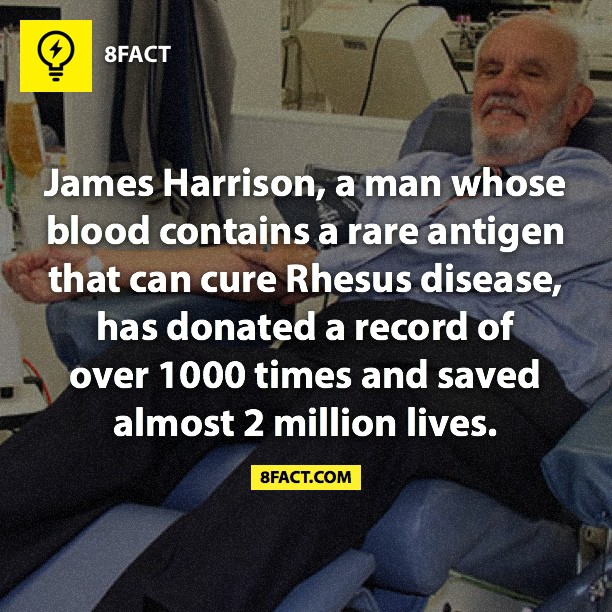 8FACT
James Harrison, a man whose
blood contains a rare antigen
that can cure Rhesus disease,
has donated a record of
over 1000 times and saved
almost 2 million lives.
8FACT.COM